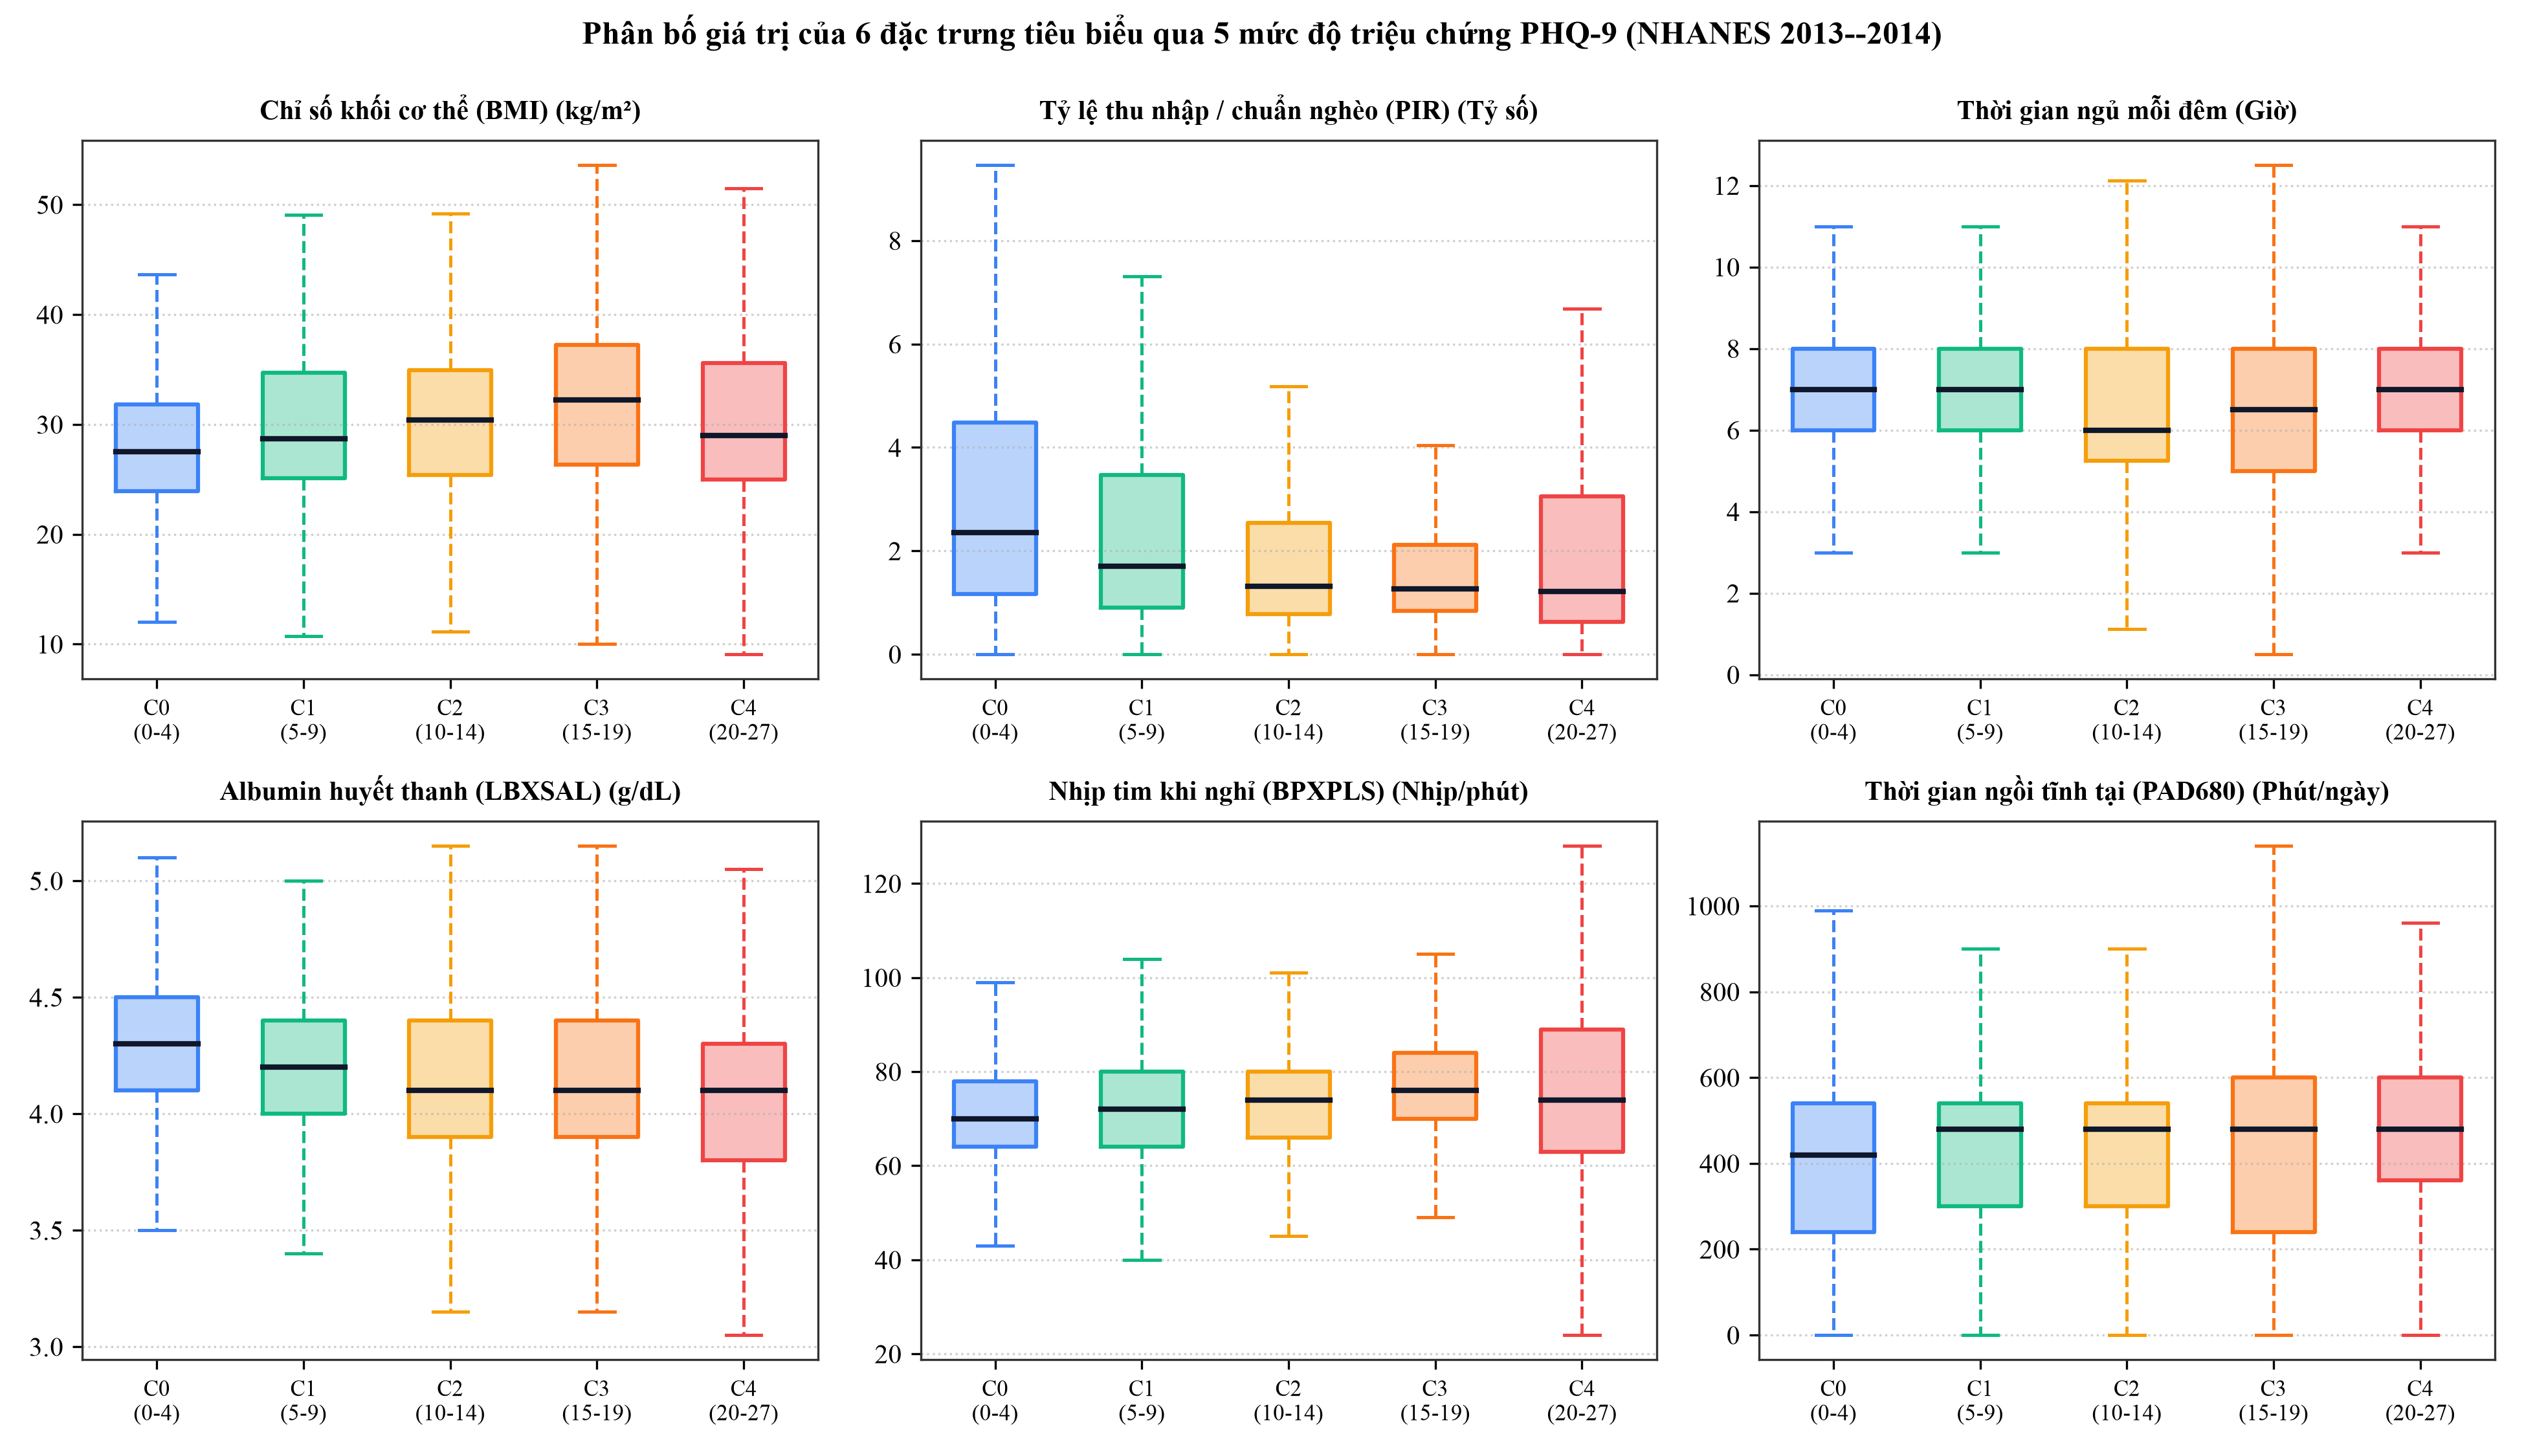 Phân bố giá trị của 6 đặc trưng tiêu biểu qua 5 mức độ triệu chứng PHQ-9 (NHANES 2013--2014)
Chỉ số khối cơ thể (BMI) (kg/m²)
50
40
30
20
10
C0 C1 C2 C3 C4
(0-4) (5-9) (10-14) (15-19) (20-27)
Tỷ lệ thu nhập / chuẩn nghèo (PIR) (Tỷ số)
8
6
4
2
0
C0 C1 C2 C3 C4
(0-4) (5-9) (10-14) (15-19) (20-27)
Thời gian ngủ mỗi đêm (Giờ)
12
10
8
6
4
2
0
C0 C1 C2 C3 C4
(0-4) (5-9) (10-14) (15-19) (20-27)
Albumin huyết thanh (LBXSAL) (g/dL)
5.0
4.5
4.0
3.5
3.0
C0 C1 C2 C3 C4
(0-4) (5-9) (10-14) (15-19) (20-27)
Nhịp tim khi nghỉ (BPXPLS) (Nhịp/phút)
120
100
80
60
40
20
C0 C1 C2 C3 C4
(0-4) (5-9) (10-14) (15-19) (20-27)
Thời gian ngồi tĩnh tại (PAD680) (Phút/ngày)
1000
800
600
400
200
0
C0 C1 C2 C3 C4
(0-4) (5-9) (10-14) (15-19) (20-27)